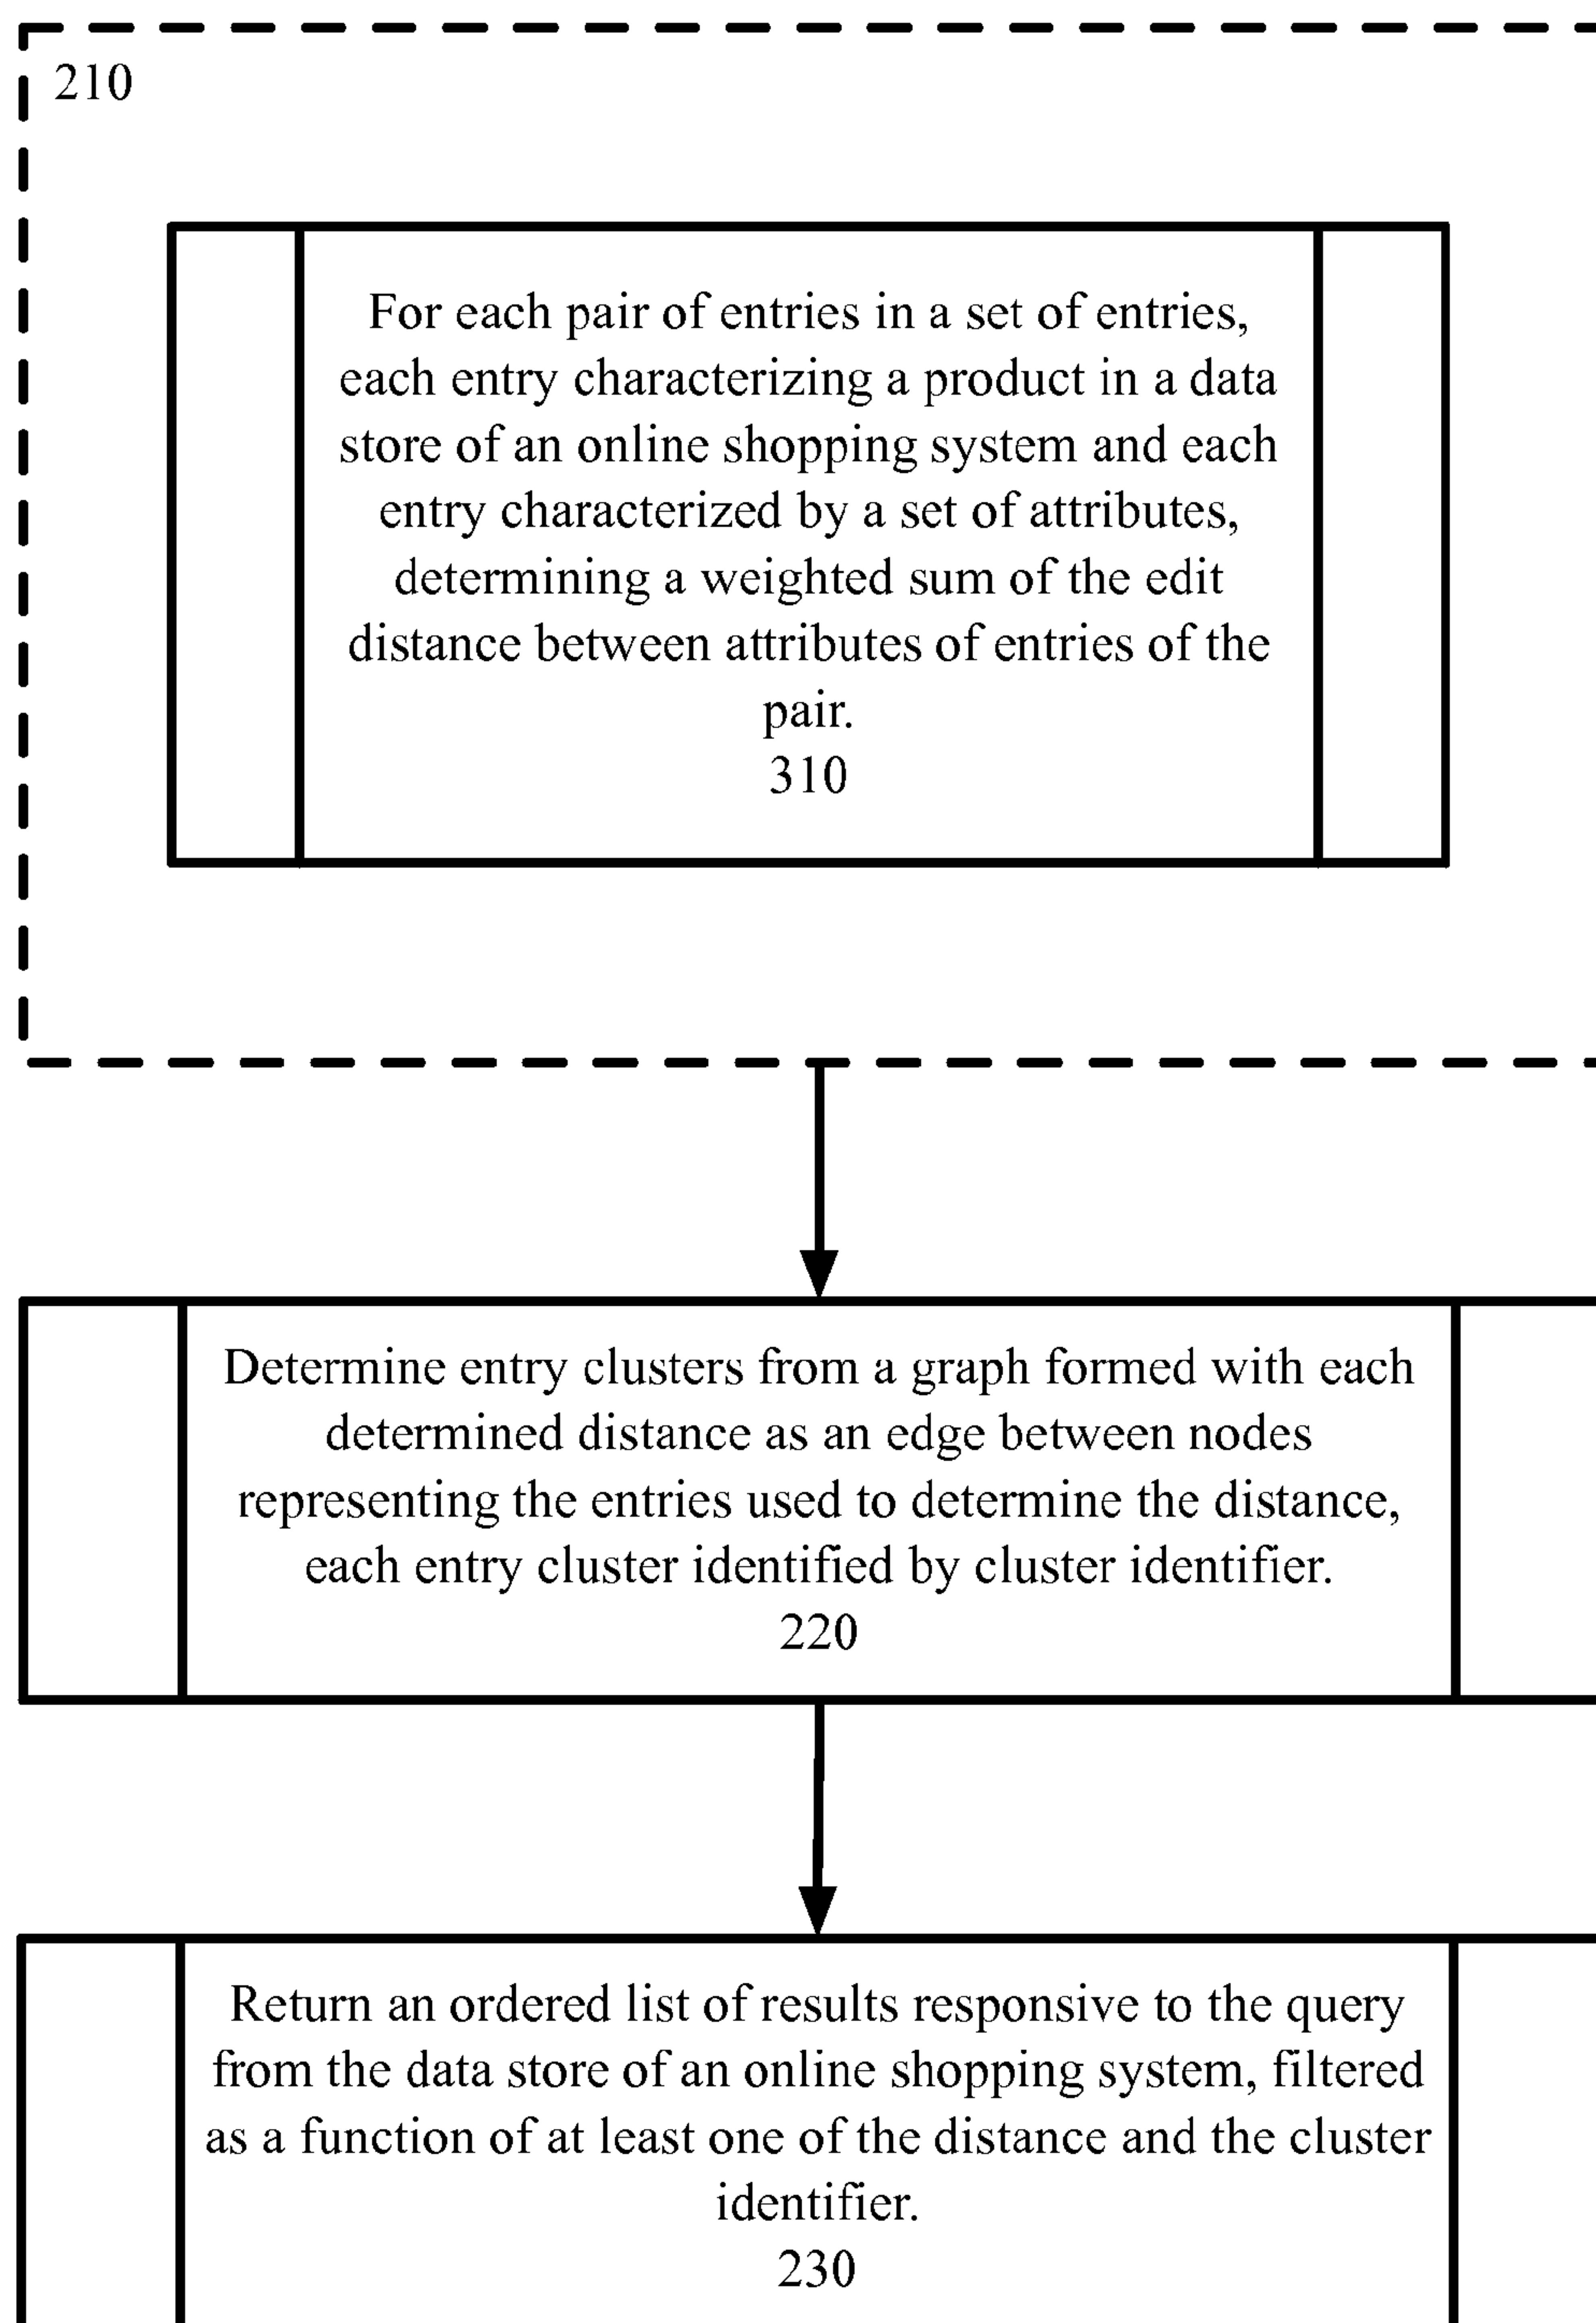 210
For each pair of entries in a set of entries,
each entry characterizing a product in a data
store of an online shopping system and each
entry characterized by a set of attributes,
determining a weighted sum of the edit
distance between attributes of entries of the
pair.
310
Determine entry clusters from a graph formed with each
determined distance as an edge between nodes
representing the entries used to determine the distance,
each entry cluster identified by cluster identifier.
220
Return an ordered list of results responsive to the query
from the data store of an online shopping system, filtered
as a function of at least one of the distance and the cluster
identifier.
230